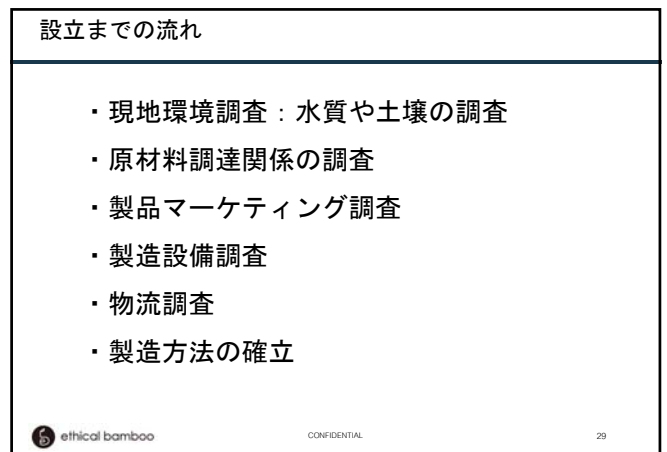 設立までの流れ
・現地環境調査：水質や土壌の調査
・原材料調達関係の調査
・製品マーケティング調査
・製造設備調査
・物流調査
・製造方法の確立
ethical bamboo
CONFIDENTIAL
29